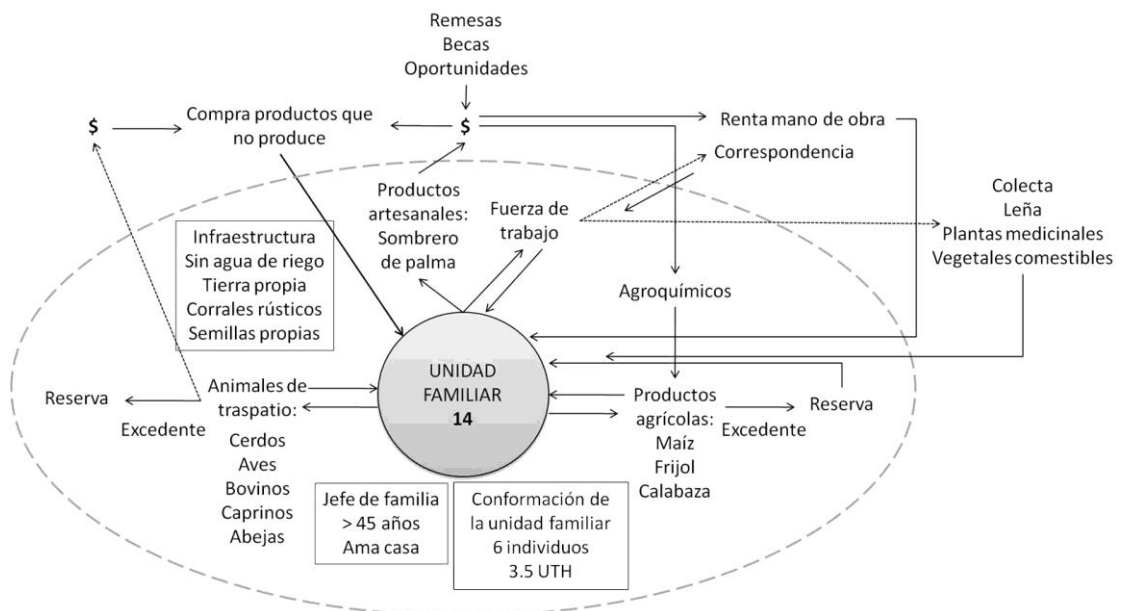 Remesas
Becas
Oportunidades
$
Compra productos que
no produce
$
Renta mano de obra
Correspondencia
Productos
artesanales:
Sombrero
de palma
Fuerza de
trabajo
Colecta
Leña
Plantas medicinales
Vegetales comestibles
Infraestructura
Sin agua de riego
Tierra propia
Corrales rústicos
Semillas propias
Agroquímicos
UNIDAD
FAMILIAR
14
Reserva
Excedente
Animales de
traspatio:
Cerdos
Aves
Bovinos
Caprinos
Abejas
Productos
agrícolas:
Maíz
Frijol
Calabaza
Excedente
Reserva
Jefe de familia
> 45 años
Ama casa
Conformación de
la unidad familiar
6 individuos
3.5 UTH